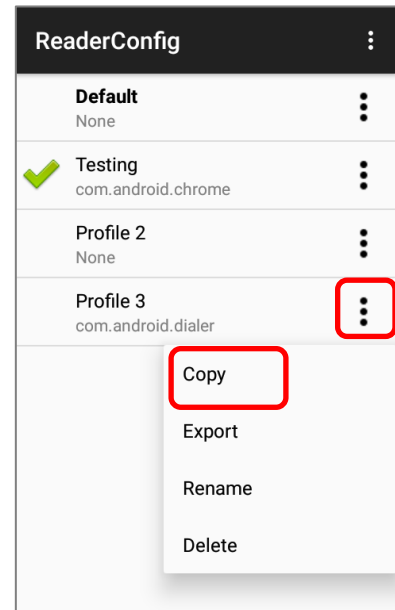 ReaderConfig
Default
None
Testing
com.android.chrome
Profile 2
None
Profile 3
com.android.dialer
Copy
Export
Rename
Delete